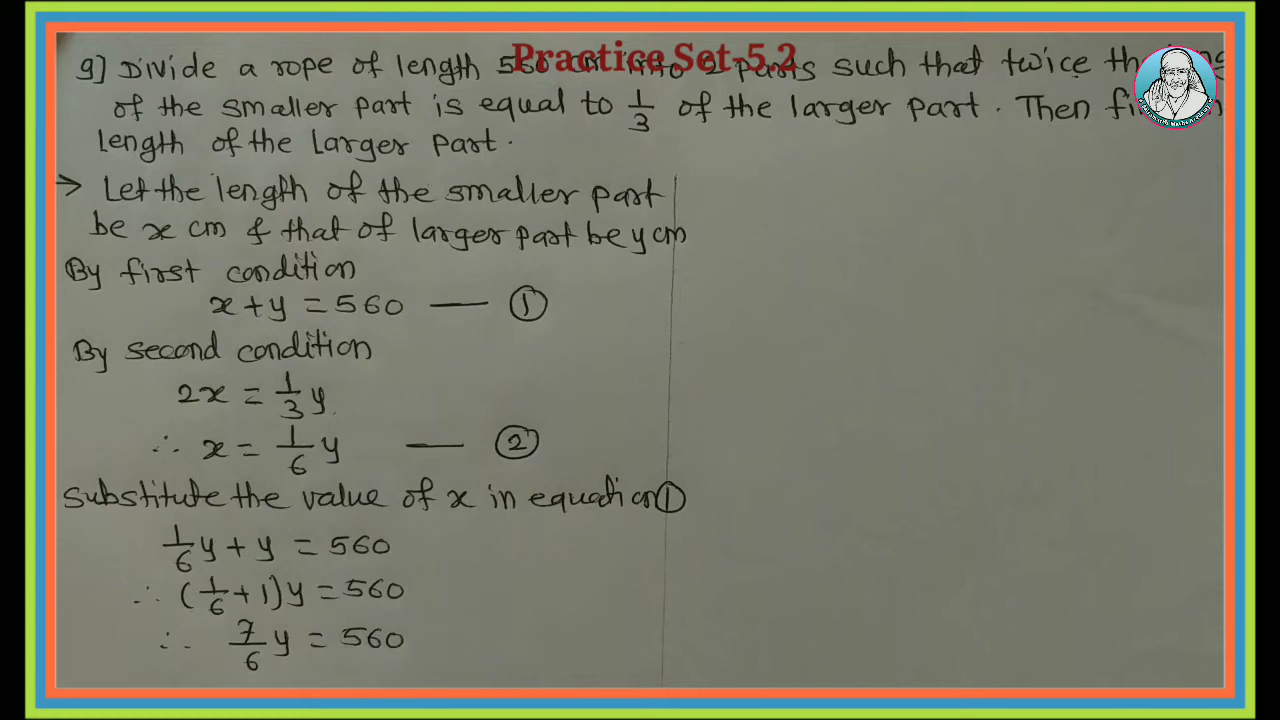 Practice Set-5.2
9] Divide a rope of length 560 cm into 2 parts such that twice the
of the smaller part is equal to 1/3 of the larger part. Then
length of the larger part.
→ Let the length of the smaller part
be x cm & that of larger part be y cm
By first condition
x + y = 560 — ①
By second condition
2x = 1/3 y
∴ x = 1/6 y — ②
Substitute the value of x in equation ①
1/6 y + y = 560
∴ (1/6 + 1) y = 560
∴ 7/6 y = 560